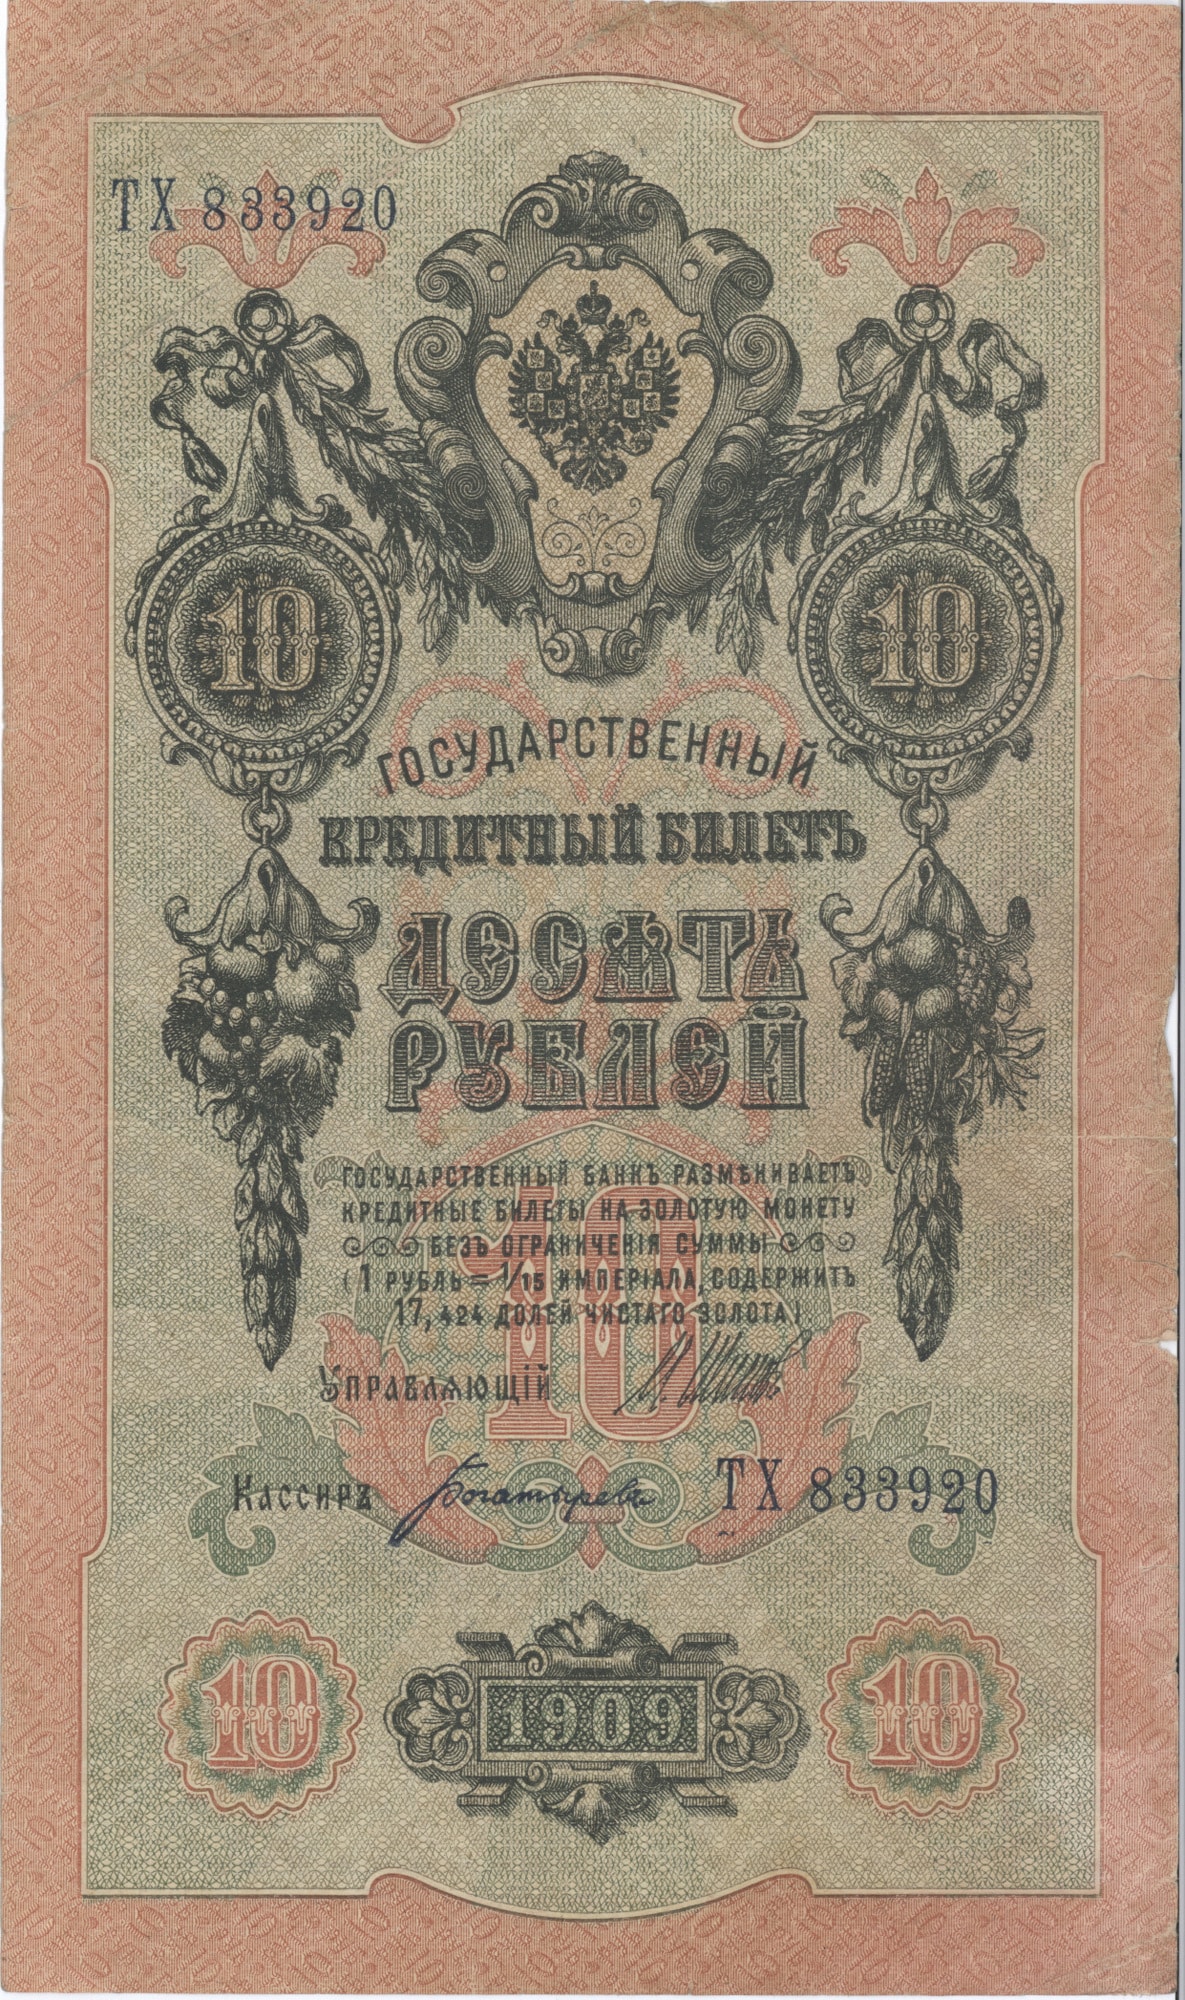 ТХ 833920
10 10
ГОСУДАРСТВЕННЫЙ
КРЕДИТНЫЙ БИЛЕТЪ
ДЕСЯТЬ
РУБЛЕЙ
ГОСУДАРСТВЕННЫЙ БАНКЪ РАЗМѢНИВАЕТЪ
КРЕДИТНЫЕ БИЛЕТЫ НА ЗОЛОТУЮ МОНЕТУ
БЕЗЪ ОГРАНИЧЕНІЯ СУММЫ
(1 РУБЛЬ = 1/15 ИМПЕРІАЛА, СОДЕРЖИТЪ
17,424 ДОЛЕЙ ЧИСТАГО ЗОЛОТА)
10
УПРАВЛЯЮЩІЙ
КАССИРЪ Богатыревъ ТХ 833920
10 1909 10